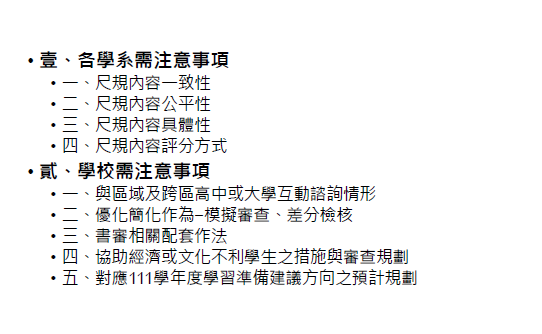 • 壹、各學系需注意事項
• 一、尺規內容一致性
• 二、尺規內容公平性
• 三、尺規內容具體性
• 四、尺規內容評分方式
• 貳、學校需注意事項
• 一、與區域及跨區高中或大學互動諮詢情形
• 二、優化簡化作為–模擬審查、差分檢核
• 三、書審相關配套作法
• 四、協助經濟或文化不利學生之措施與審查規劃
• 五、對應111學年度學習準備建議方向之預計規劃